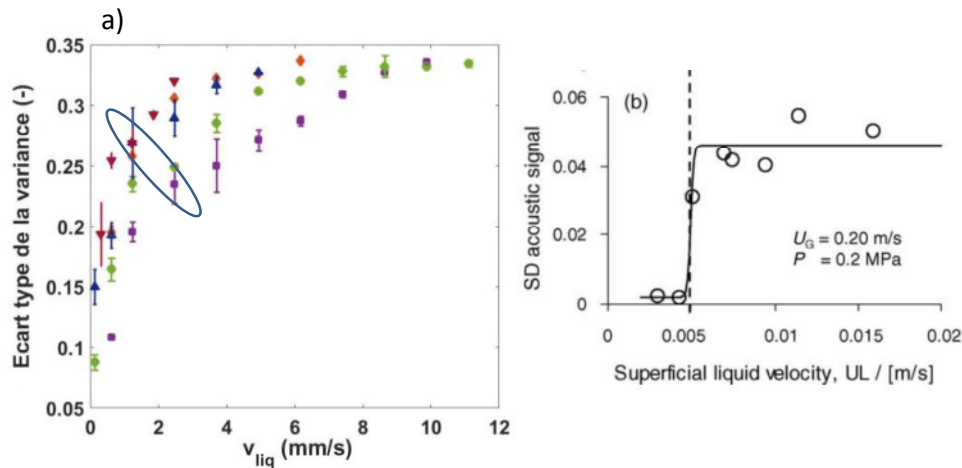 a)
0.35
0.3
0.25
0.2
0.15
0.1
0.05
Ecart type de la variance (-)
0 2 4 6 8 10 12
v_liq (mm/s)
(b)
0.06
0.04
0.02
0
SD acoustic signal
U_G = 0.20 m/s
P = 0.2 MPa
0 0.005 0.01 0.015 0.02
Superficial liquid velocity, UL / [m/s]